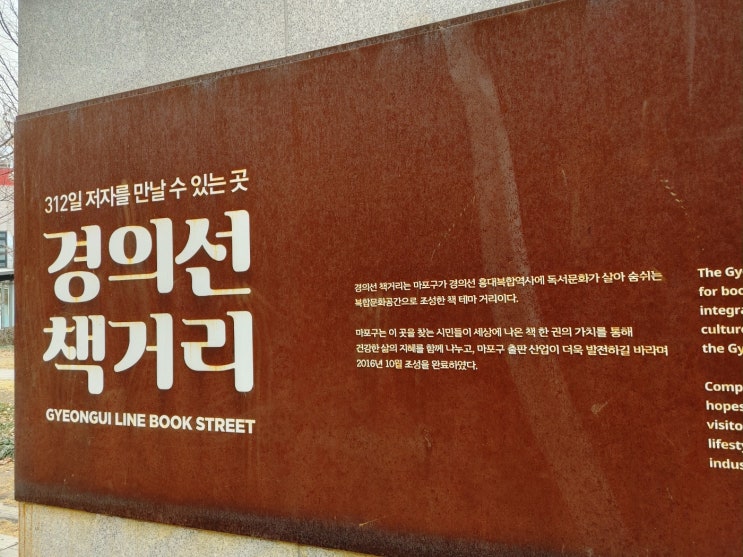 312일 저자를 만날 수 있는 곳
경의선
책거리
GYEONGUI LINE BOOK STREET
경의선 책거리는 마포구가 경의선 홍대복합역사에 독서문화가 살아 숨쉬는
복합문화공간으로 조성한 책 테마 거리이다.
마포구는 이 곳을 찾는 시민들이 세상에 나온 책 한 권의 가치를 통해
건강한 삶의 지혜를 함께 나누고, 마포구 출판 산업이 더욱 발전하길 바라며
2016년 10월 조성을 완료하였다.
The Gy
for boo
integra
culture
the Gy
Comp
hopes
visito
lifesty
indus